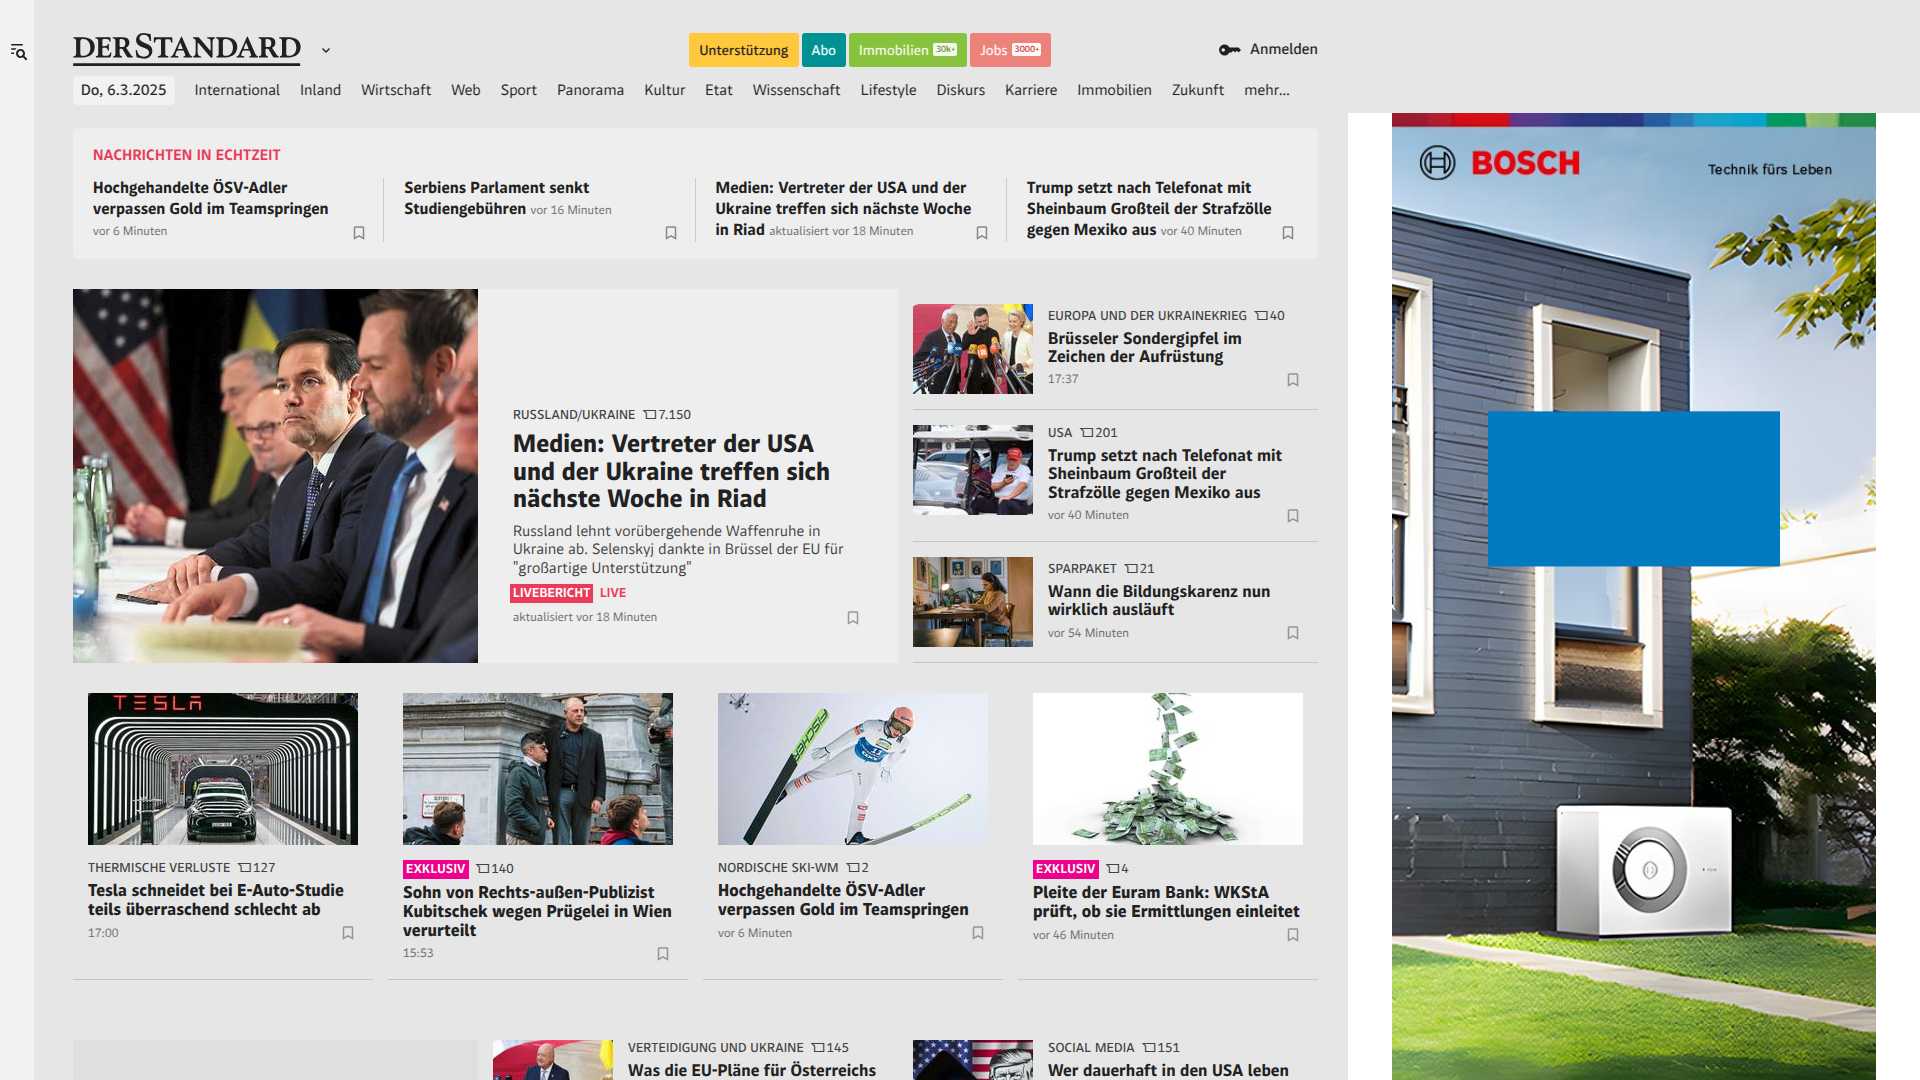 DERSTANDARD
Unterstützung
Abo
Immobilien 30k+
Jobs 3000+
Anmelden
Do, 6.3.2025
International
Inland
Wirtschaft
Web
Sport
Panorama
Kultur
Etat
Wissenschaft
Lifestyle
Diskurs
Karriere
Immobilien
Zukunft
mehr...
NACHRICHTEN IN ECHTZEIT
Hochgehandelte ÖSV-Adler
verpassen Gold im Teamspringen
vor 6 Minuten
Serbiens Parlament senkt
Studiengebühren vor 16 Minuten
Medien: Vertreter der USA und der
Ukraine treffen sich nächste Woche
in Riad aktualisiert vor 18 Minuten
Trump setzt nach Telefonat mit
Sheinbaum Großteil der Strafzölle
gegen Mexiko aus vor 40 Minuten
RUSSLAND/UKRAINE 7.150
Medien: Vertreter der USA
und der Ukraine treffen sich
nächste Woche in Riad
Russland lehnt vorübergehende Waffenruhe in
Ukraine ab. Selenskyj dankte in Brüssel der EU für
"großartige Unterstützung"
LIVEBERICHT LIVE
aktualisiert vor 18 Minuten
EUROPA UND DER UKRAINEKRIEG 40
Brüsseler Sondergipfel im
Zeichen der Aufrüstung
17:37
USA 201
Trump setzt nach Telefonat mit
Sheinbaum Großteil der
Strafzölle gegen Mexiko aus
vor 40 Minuten
SPARPAKET 21
Wann die Bildungskarenz nun
wirklich ausläuft
vor 54 Minuten
TESLA
THERMISCHE VERLUSTE 127
Tesla schneidet bei E-Auto-Studie
teils überraschend schlecht ab
17:00
EXKLUSIV 140
Sohn von Rechts-außen-Publizist
Kubitschek wegen Prügelei in Wien
verurteilt
15:53
NORDISCHE SKI-WM 2
Hochgehandelte ÖSV-Adler
verpassen Gold im Teamspringen
vor 6 Minuten
EXKLUSIV 4
Pleite der Euram Bank: WKStA
prüft, ob sie Ermittlungen einleitet
vor 46 Minuten
VERTEIDIGUNG UND UKRAINE 145
Was die EU-Pläne für Österreichs
SOCIAL MEDIA 151
Wer dauerhaft in den USA leben
BOSCH
Technik fürs Leben